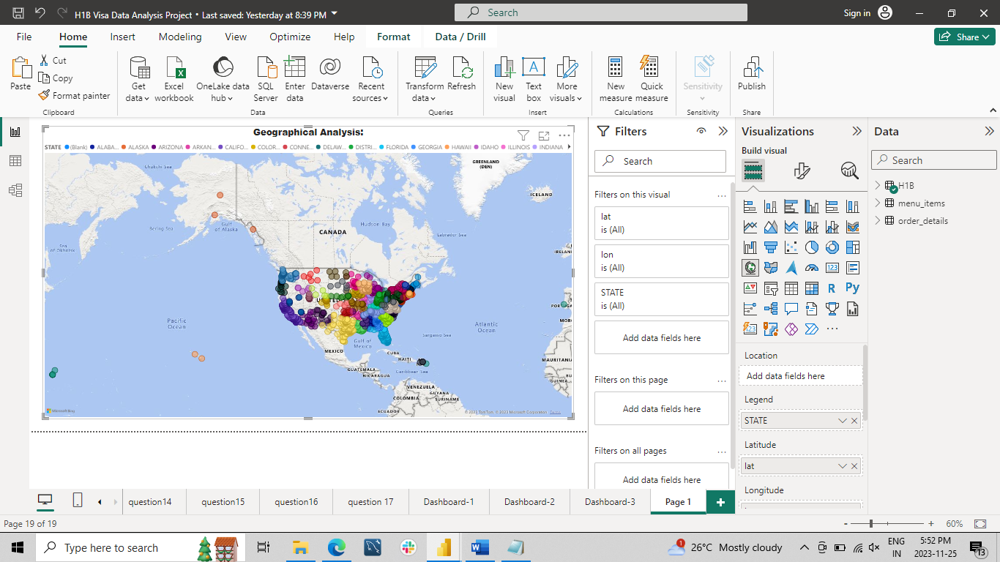 H1B Visa Data Analysis Project • Last saved: Yesterday at 8:39 PM
Search
Sign in
File Home Insert Modeling View Optimize Help Format Data / Drill
Share
Paste
Cut
Copy
Format painter
Get data
Excel workbook
OneLake data hub
SQL Server
Enter data
Dataverse
Recent sources
Transform data
Refresh
New visual
Text box
More visuals
New measure
Quick measure
Sensitivity
Publish
Clipboard Data Queries Insert Calculations Sensitivity Share
Geographical Analysis:
STATE (Blank) ALABA... ALASKA ARIZONA ARKAN... CALIFO... COLOR... CONNE... DELAW... DISTRI... FLORIDA GEORGIA HAWAII IDAHO ILLINOIS INDIANA
GREENLAND
(DEN)
Chukchi Sea
ICELAND
Bering Sea
Gulf
of Alaska
Hudson Bay
CANADA
Labrador Sea
Sea
of Okhotsk
Pacific
Ocean
Atlantic
Ocean
Sargasso Sea
Gulf of
Mexico
MEXICO
CUBA
HAITI
GUATEMALA
NICARAGUA
Caribbean Sea
VENEZUELA
GUYANA
COLOMBIA
SURINAME
ECUADOR
MAURITANIA
Microsoft Bing
© 2023 TomTom, © 2023 Microsoft Corporation Terms
Filters
Search
Filters on this visual
lat
is (All)
lon
is (All)
STATE
is (All)
Add data fields here
Filters on this page
Add data fields here
Filters on all pages
Add data fields here
Visualizations
Build visual
R Py
123
Location
Add data fields here
Legend
STATE
Latitude
lat
Longitude
Data
Search
H1B
menu_items
order_details
question14 question15 question16 question 17 Dashboard-1 Dashboard-2 Dashboard-3 Page 1
Page 19 of 19
- + 60%
Type here to search
1
26°C Mostly cloudy
ENG
IN
5:52 PM
2023-11-25
13